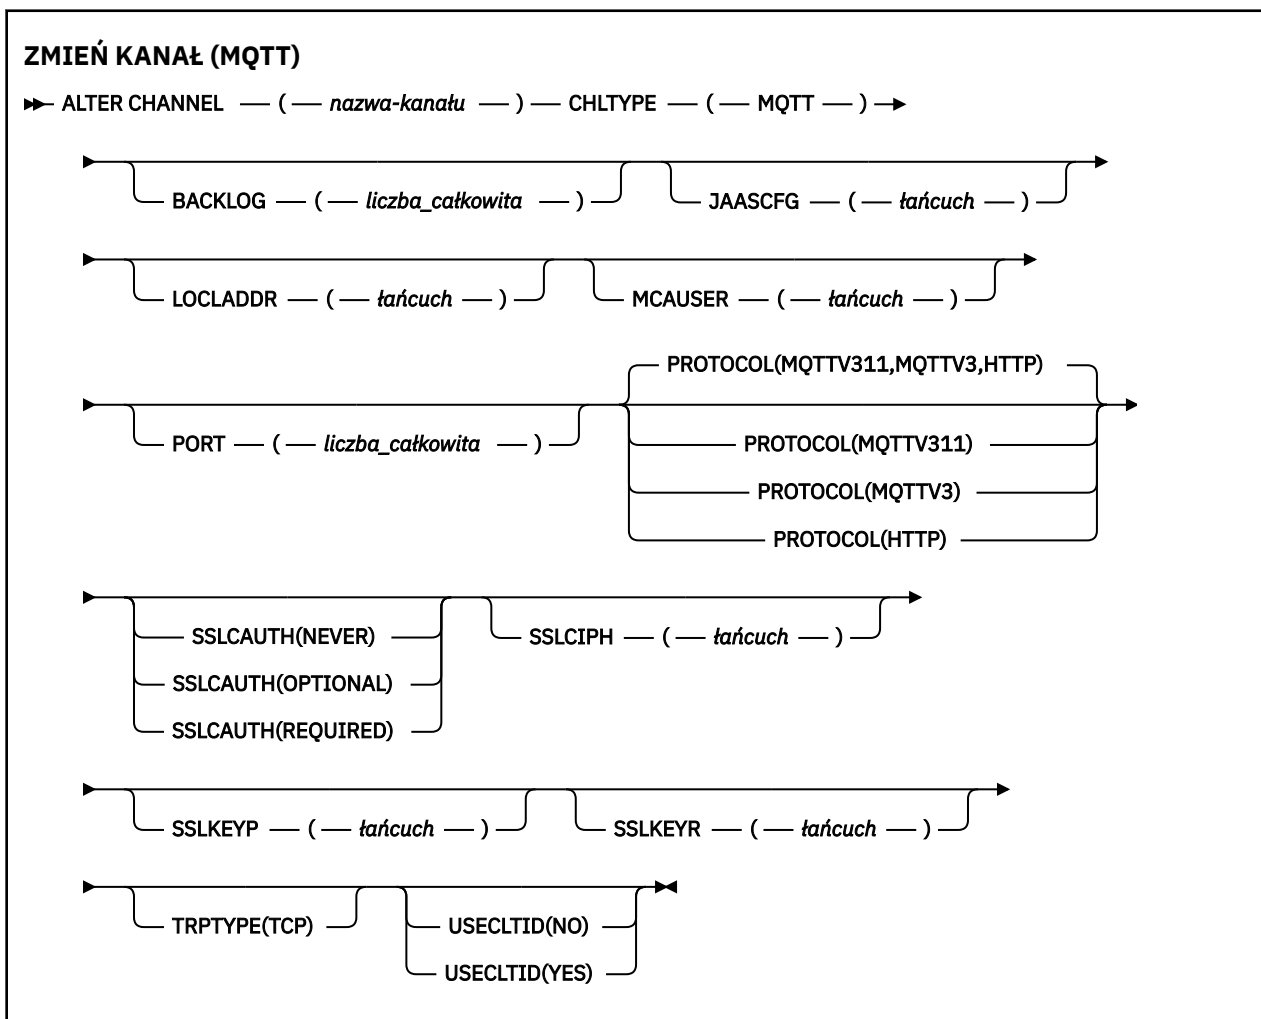 ZMIEŃ KANAŁ (MQTT)
ALTER CHANNEL ( nazwa-kanału ) CHLTYPE ( MQTT )
BACKLOG ( liczba_całkowita ) JAASCFG ( łańcuch )
LOCLADDR ( łańcuch ) MCAUSER ( łańcuch )
PROTOCOL(MQTTV311,MQTTV3,HTTP)
PORT ( liczba_całkowita ) PROTOCOL(MQTTV311)
PROTOCOL(MQTTV3)
PROTOCOL(HTTP)
SSLCAUTH(NEVER) SSLCIPH ( łańcuch )
SSLCAUTH(OPTIONAL)
SSLCAUTH(REQUIRED)
SSLKEYP ( łańcuch ) SSLKEYR ( łańcuch )
TRPTYPE(TCP) USECLTID(NO)
USECLTID(YES)